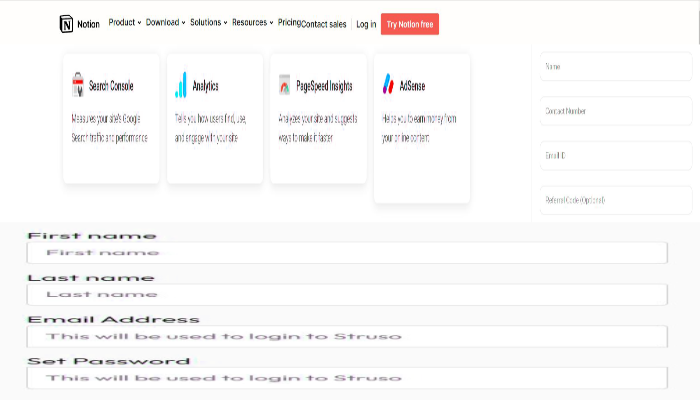 Notion Product Download Solutions Resources Pricing Contact sales Log in Try Notion free
Search Console
Measures your site's Google
Search traffic and performance
Analytics
Tells you how users find, use,
and engage with your site
PageSpeed Insights
Analyzes your site and suggests
ways to make it faster
AdSense
Helps you to earn money from
your online content
Name
Contact Number
Email ID
Referral Code (Optional)
First name
First name
Last name
Last name
Email Address
This will be used to login to Struso
Set Password
This will be used to login to Struso